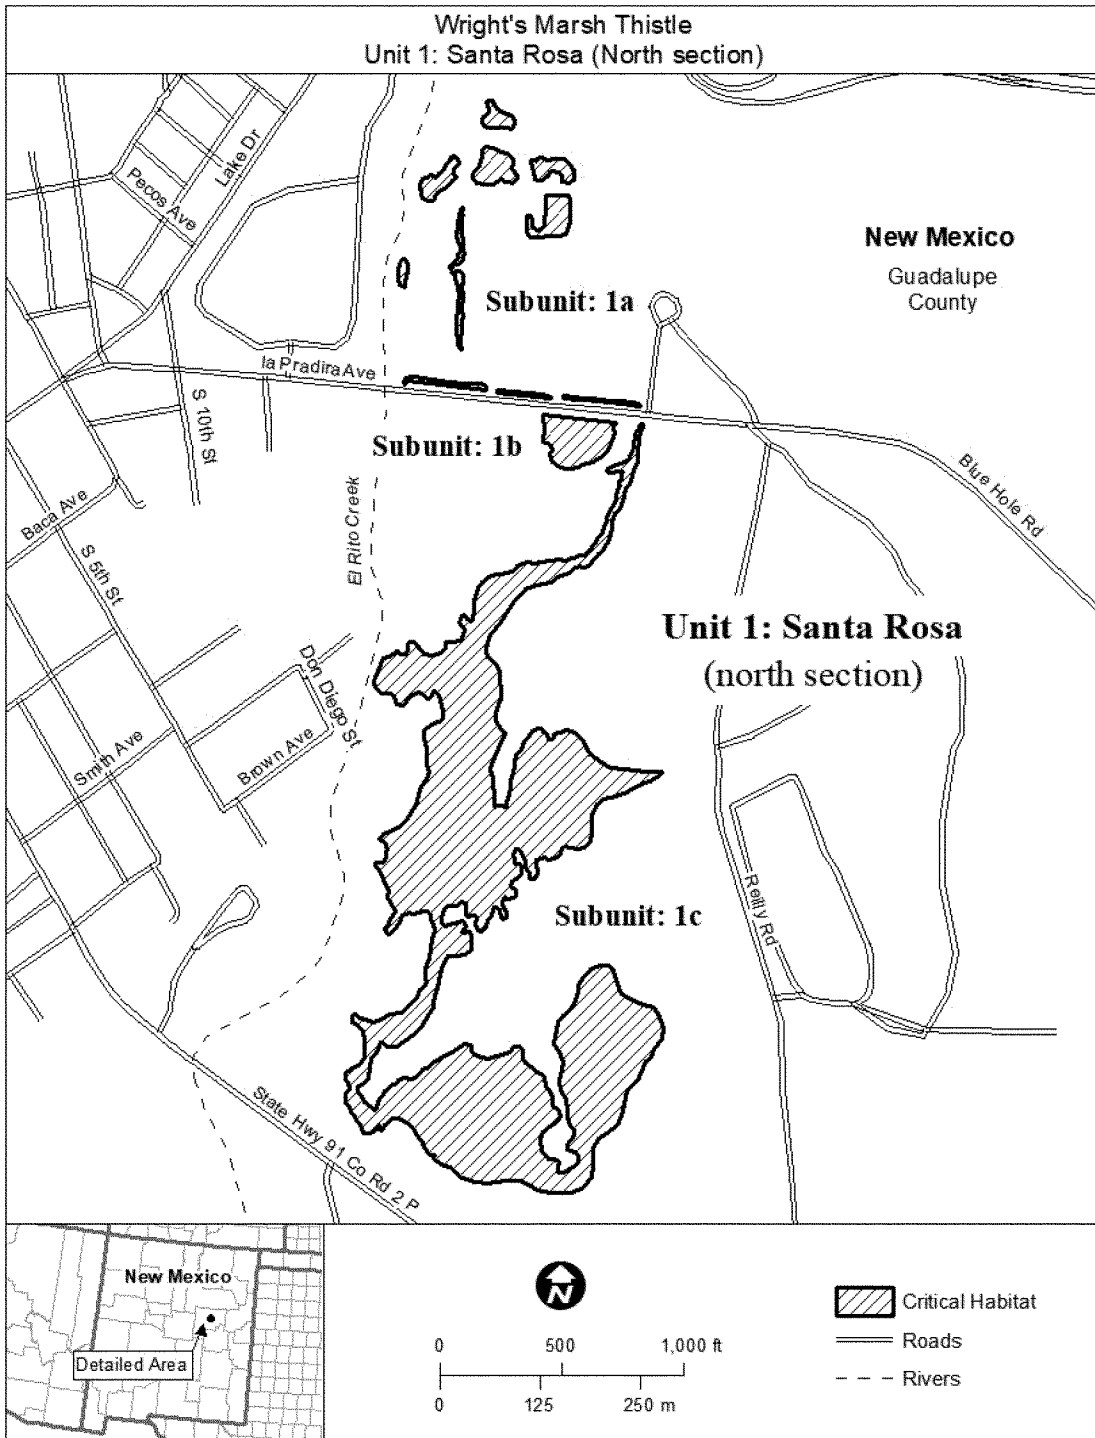 Wright's Marsh Thistle
Unit 1: Santa Rosa (North section)
Lake Dr
Pecos Ave
New Mexico
Guadalupe
County
Subunit: 1a
la Pradira Ave
S 10th St
Subunit: 1b
Blue Hole Rd
Baca Ave
El Rito Creek
S 5th St
Unit 1: Santa Rosa
(north section)
Don Diego St
Smith Ave
Brown Ave
Reilly Rd
Subunit: 1c
State Hwy 91 Co Rd 2 P
New Mexico
Detailed Area
N
0 500 1,000 ft
0 125 250 m
Critical Habitat
Roads
Rivers